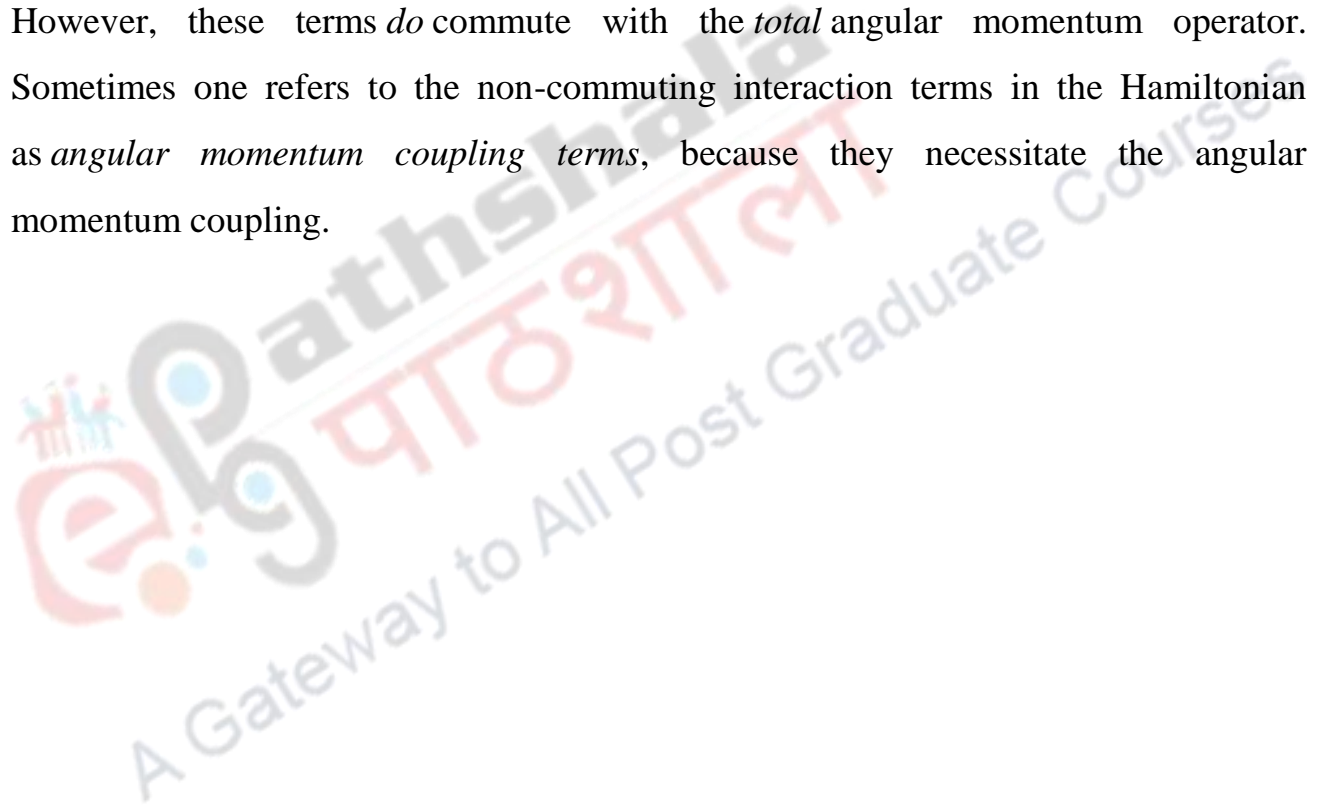 However, these terms do commute with the total angular momentum operator.
Sometimes one refers to the non-commuting interaction terms in the Hamiltonian
as angular momentum coupling terms, because they necessitate the angular
momentum coupling.
ePG Pathshala
पाठशाला
A Gateway to All Post Graduate Courses